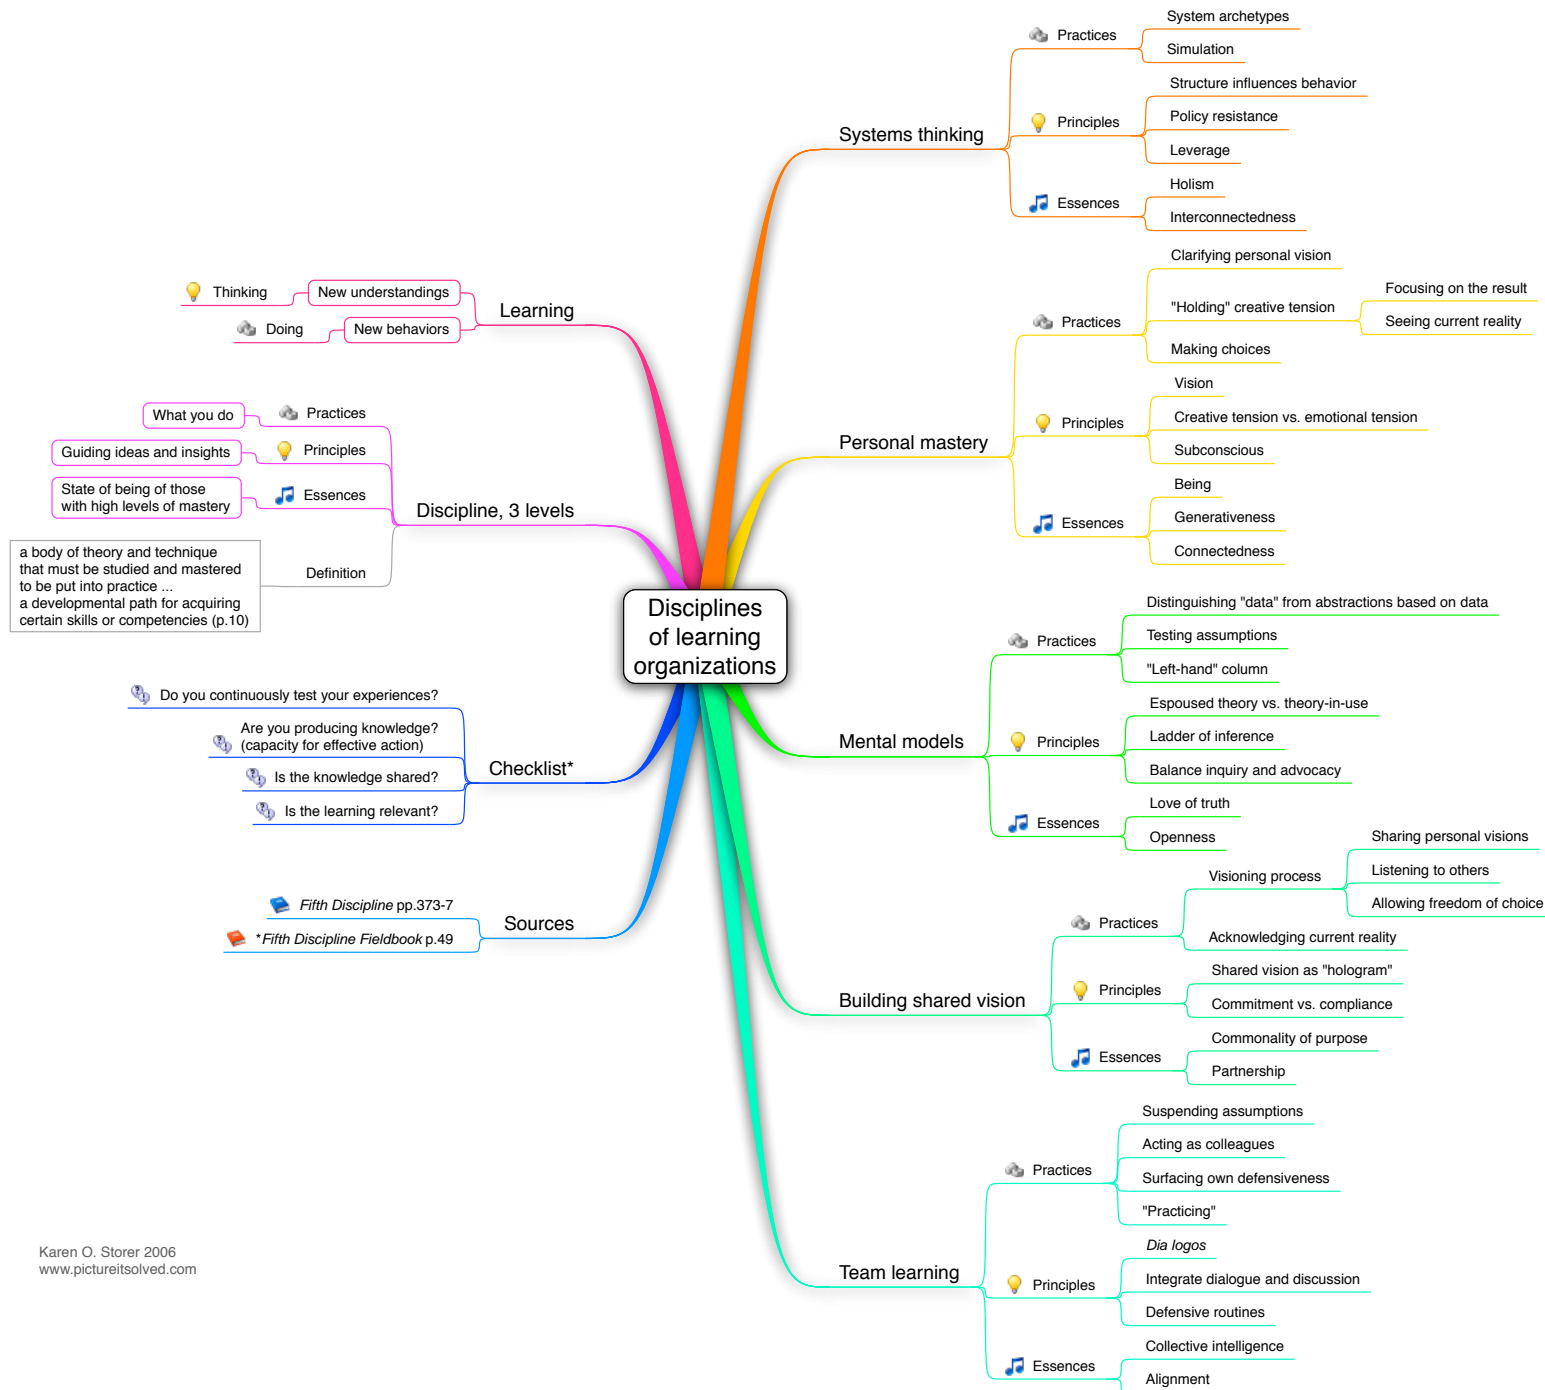 Disciplines
of learning
organizations
Systems thinking
Practices
System archetypes
Simulation
Principles
Structure influences behavior
Policy resistance
Leverage
Essences
Holism
Interconnectedness
Personal mastery
Practices
Clarifying personal vision
"Holding" creative tension
Focusing on the result
Seeing current reality
Making choices
Principles
Vision
Creative tension vs. emotional tension
Subconscious
Essences
Being
Generativeness
Connectedness
Mental models
Practices
Distinguishing "data" from abstractions based on data
Testing assumptions
"Left-hand" column
Principles
Espoused theory vs. theory-in-use
Ladder of inference
Balance inquiry and advocacy
Essences
Love of truth
Openness
Building shared vision
Practices
Visioning process
Sharing personal visions
Listening to others
Allowing freedom of choice
Acknowledging current reality
Principles
Shared vision as "hologram"
Commitment vs. compliance
Essences
Commonality of purpose
Partnership
Team learning
Practices
Suspending assumptions
Acting as colleagues
Surfacing own defensiveness
"Practicing"
Principles
Dia logos
Integrate dialogue and discussion
Defensive routines
Essences
Collective intelligence
Alignment
Learning
New understandings
Thinking
New behaviors
Doing
Discipline, 3 levels
Practices
What you do
Principles
Guiding ideas and insights
Essences
State of being of those
with high levels of mastery
Definition
a body of theory and technique
that must be studied and mastered
to be put into practice ...
a developmental path for acquiring
certain skills or competencies (p.10)
Checklist*
Do you continuously test your experiences?
Are you producing knowledge?
(capacity for effective action)
Is the knowledge shared?
Is the learning relevant?
Sources
Fifth Discipline pp.373-7
*Fifth Discipline Fieldbook p.49
Karen O. Storer 2006
www.pictureitsolved.com